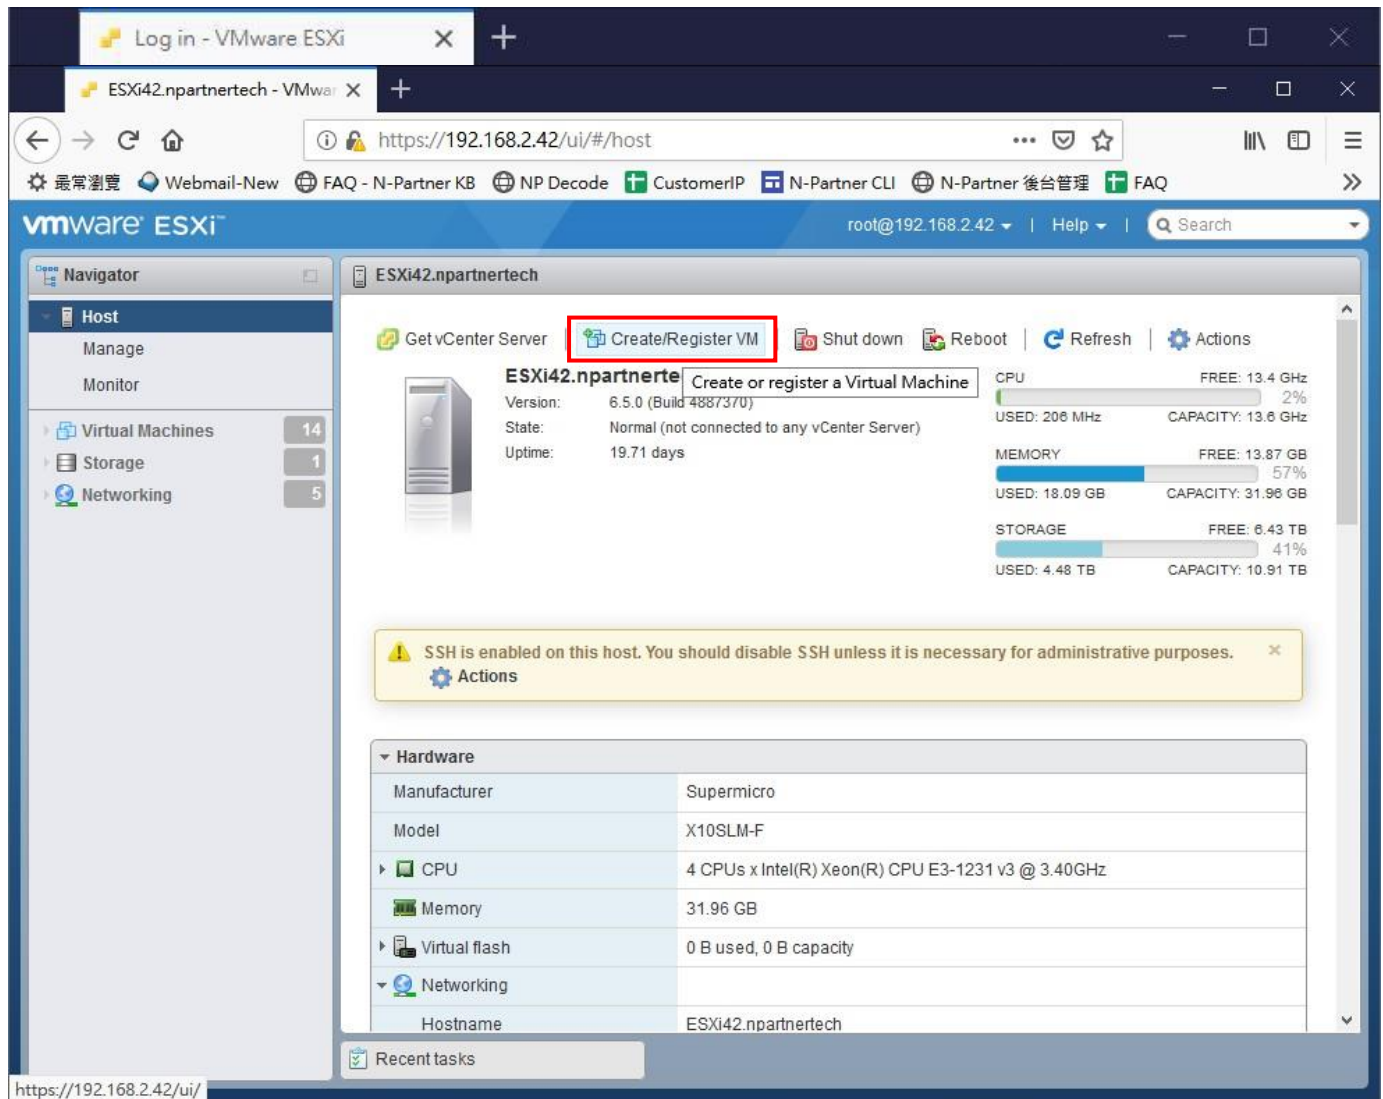 Log in - VMware ESXi
ESXi42.npartnertech - VMwar
https://192.168.2.42/ui/#/host
最常瀏覽 Webmail-New FAQ - N-Partner KB NP Decode CustomerIP N-Partner CLI N-Partner 後台管理 FAQ
vmware ESXi™ root@192.168.2.42 | Help | Search
Navigator
ESXi42.npartnertech
Host
Manage
Monitor
Virtual Machines 14
Storage 1
Networking 5
Get vCenter Server | Create/Register VM | Shut down Reboot | Refresh | Actions
ESXi42.npartnerte
Create or register a Virtual Machine
Version: 6.5.0 (Build 4887370)
State: Normal (not connected to any vCenter Server)
Uptime: 19.71 days
CPU FREE: 13.4 GHz
2%
USED: 206 MHz CAPACITY: 13.6 GHz
MEMORY FREE: 13.87 GB
57%
USED: 18.09 GB CAPACITY: 31.96 GB
STORAGE FREE: 6.43 TB
41%
USED: 4.48 TB CAPACITY: 10.91 TB
SSH is enabled on this host. You should disable SSH unless it is necessary for administrative purposes.
Actions
Hardware
Manufacturer Supermicro
Model X10SLM-F
CPU 4 CPUs x Intel(R) Xeon(R) CPU E3-1231 v3 @ 3.40GHz
Memory 31.96 GB
Virtual flash 0 B used, 0 B capacity
Networking
Hostname ESXi42.npartnertech
Recent tasks
https://192.168.2.42/ui/